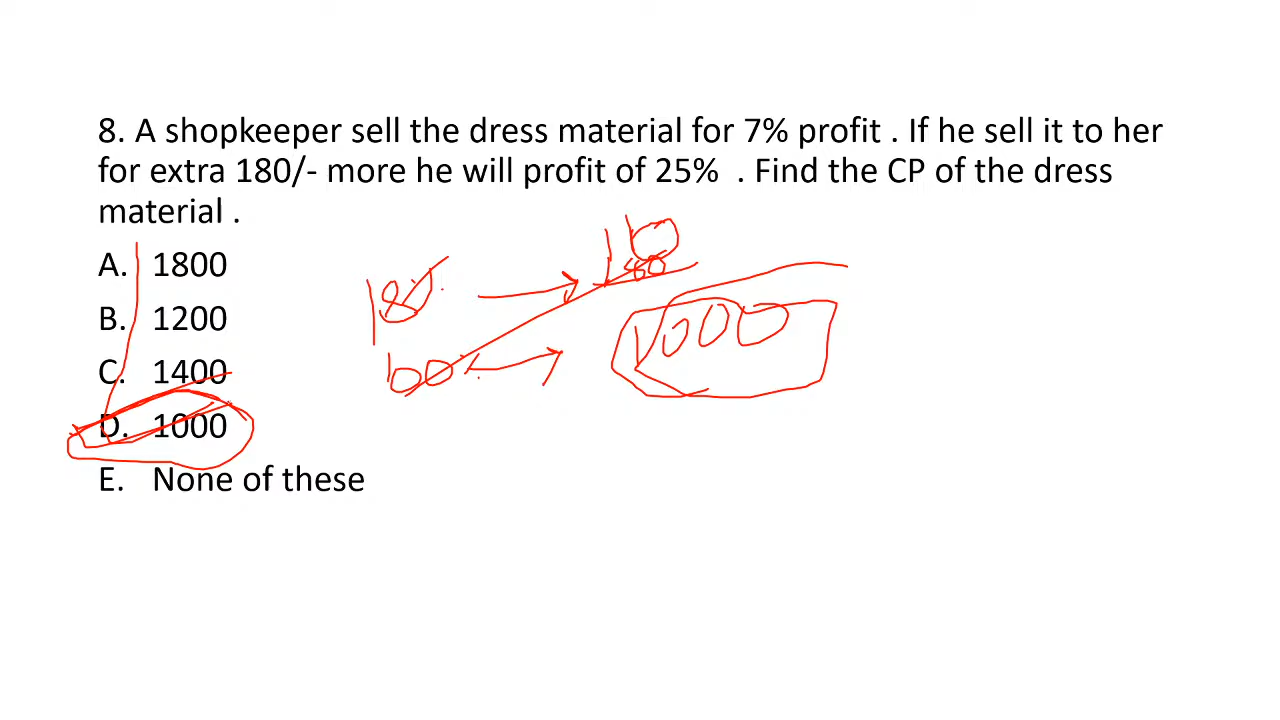 8. A shopkeeper sell the dress material for 7% profit . If he sell it to her
for extra 180/- more he will profit of 25%  . Find the CP of the dress
material .
A. 1800
B. 1200
C. 1400
D. 1000
E. None of these
18%
180
100%
1000